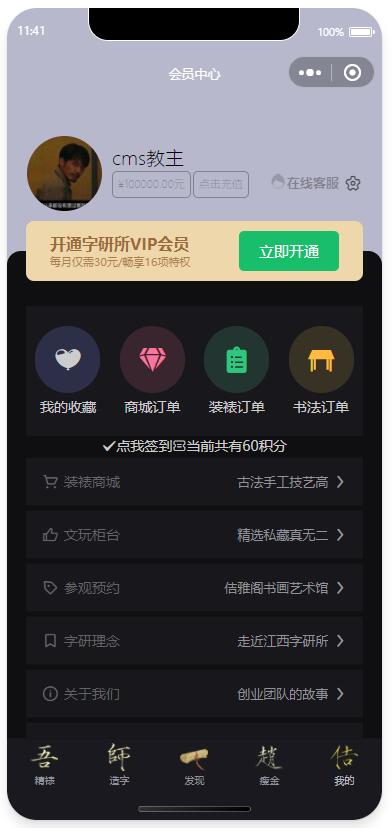 11:41
100%
会员中心
cms教主
¥100000.00元 点击充值
在线客服
开通字研所VIP会员
每月仅需30元/畅享16项特权
立即开通
我的收藏 商城订单 装裱订单 书法订单
点我签到 当前共有60积分
装裱商城 古法手工技艺高
文玩柜台 精选私藏真无二
参观预约 佶雅阁书画艺术馆
字研理念 走近江西字研所
关于我们 创业团队的故事
吾 師 趙 佶
精裱 造字 发现 瘦金 我的